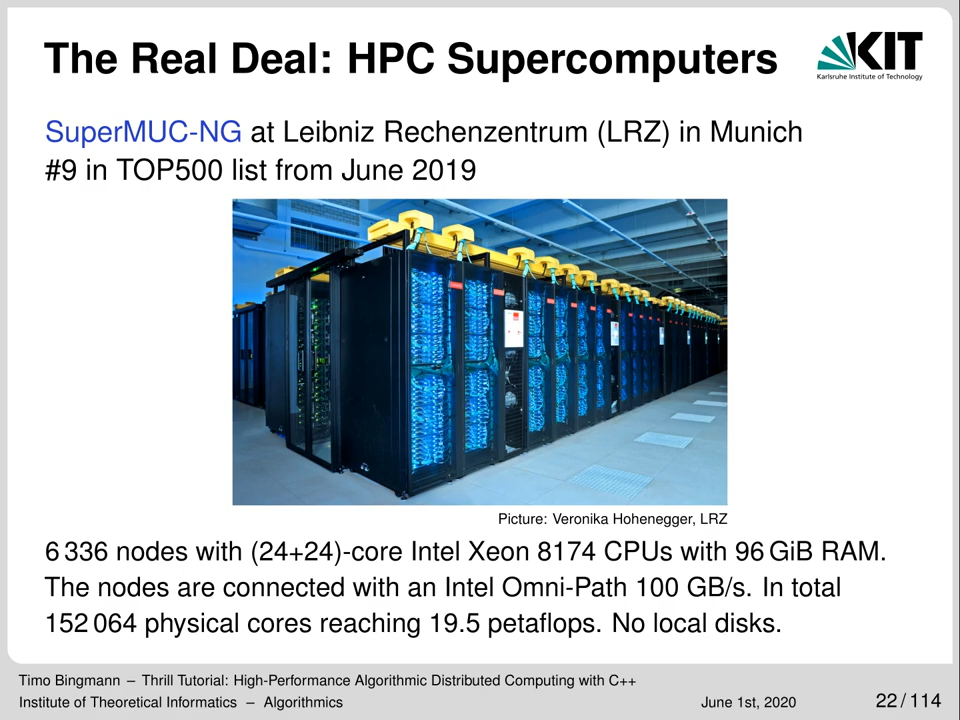 The Real Deal: HPC Supercomputers
KIT
Karlsruhe Institute of Technology
SuperMUC-NG at Leibniz Rechenzentrum (LRZ) in Munich
#9 in TOP500 list from June 2019
Picture: Veronika Hohenegger, LRZ
6 336 nodes with (24+24)-core Intel Xeon 8174 CPUs with 96 GiB RAM.
The nodes are connected with an Intel Omni-Path 100 GB/s. In total
152 064 physical cores reaching 19.5 petaflops. No local disks.
Timo Bingmann – Thrill Tutorial: High-Performance Algorithmic Distributed Computing with C++
Institute of Theoretical Informatics – Algorithmics June 1st, 2020 22 / 114